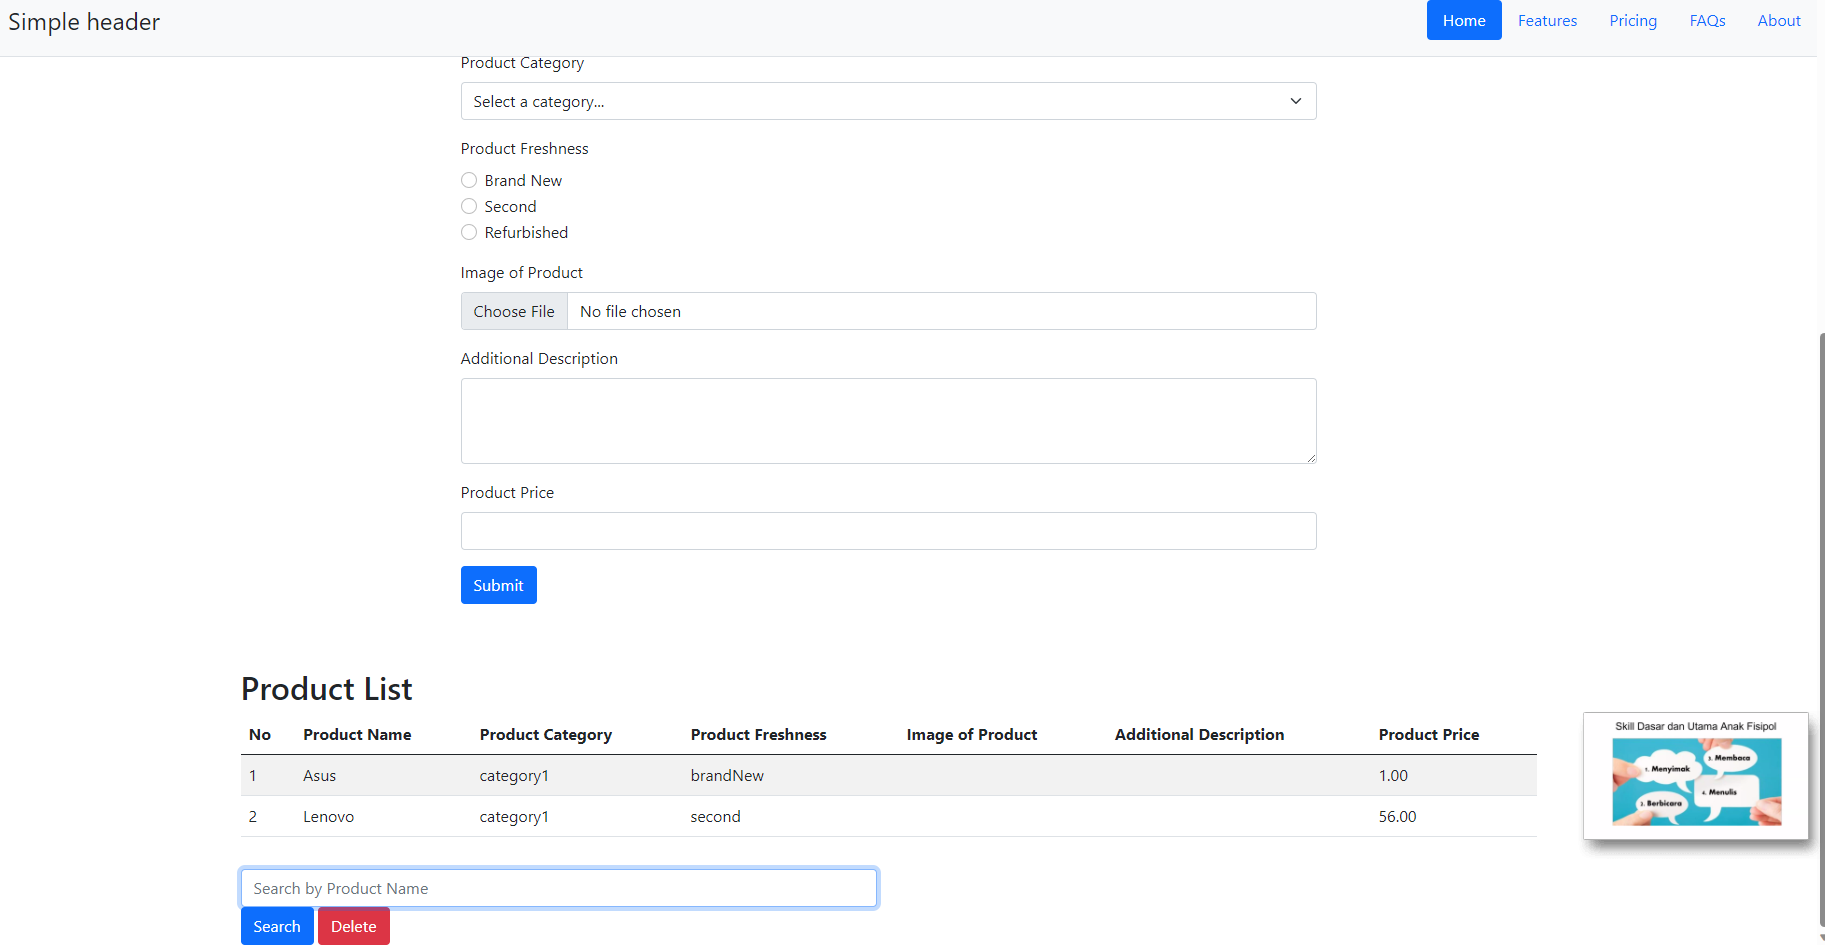 Simple header Home Features Pricing FAQs About
Product Category
Select a category...
Product Freshness
Brand New
Second
Refurbished
Image of Product
Choose File No file chosen
Additional Description
Product Price
Submit
Product List
No Product Name Product Category Product Freshness Image of Product Additional Description Product Price
1 Asus category1 brandNew 1.00
2 Lenovo category1 second 56.00
Search by Product Name
Search Delete
Skill Dasar dan Utama Anak Fisipol
1. Menyimak
3. Membaca
2. Berbicara
4. Menulis